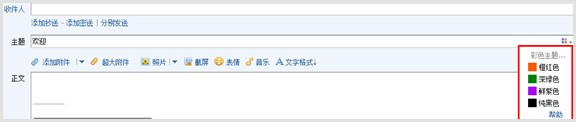 收件人
添加抄送 - 添加密送 | 分别发送
主题 欢迎
彩色主题...
添加附件 | 超大附件 照片 | 截屏 表情 音乐 文字格式↓
橙红色
深绿色
正文
鲜紫色
纯黑色
帮助